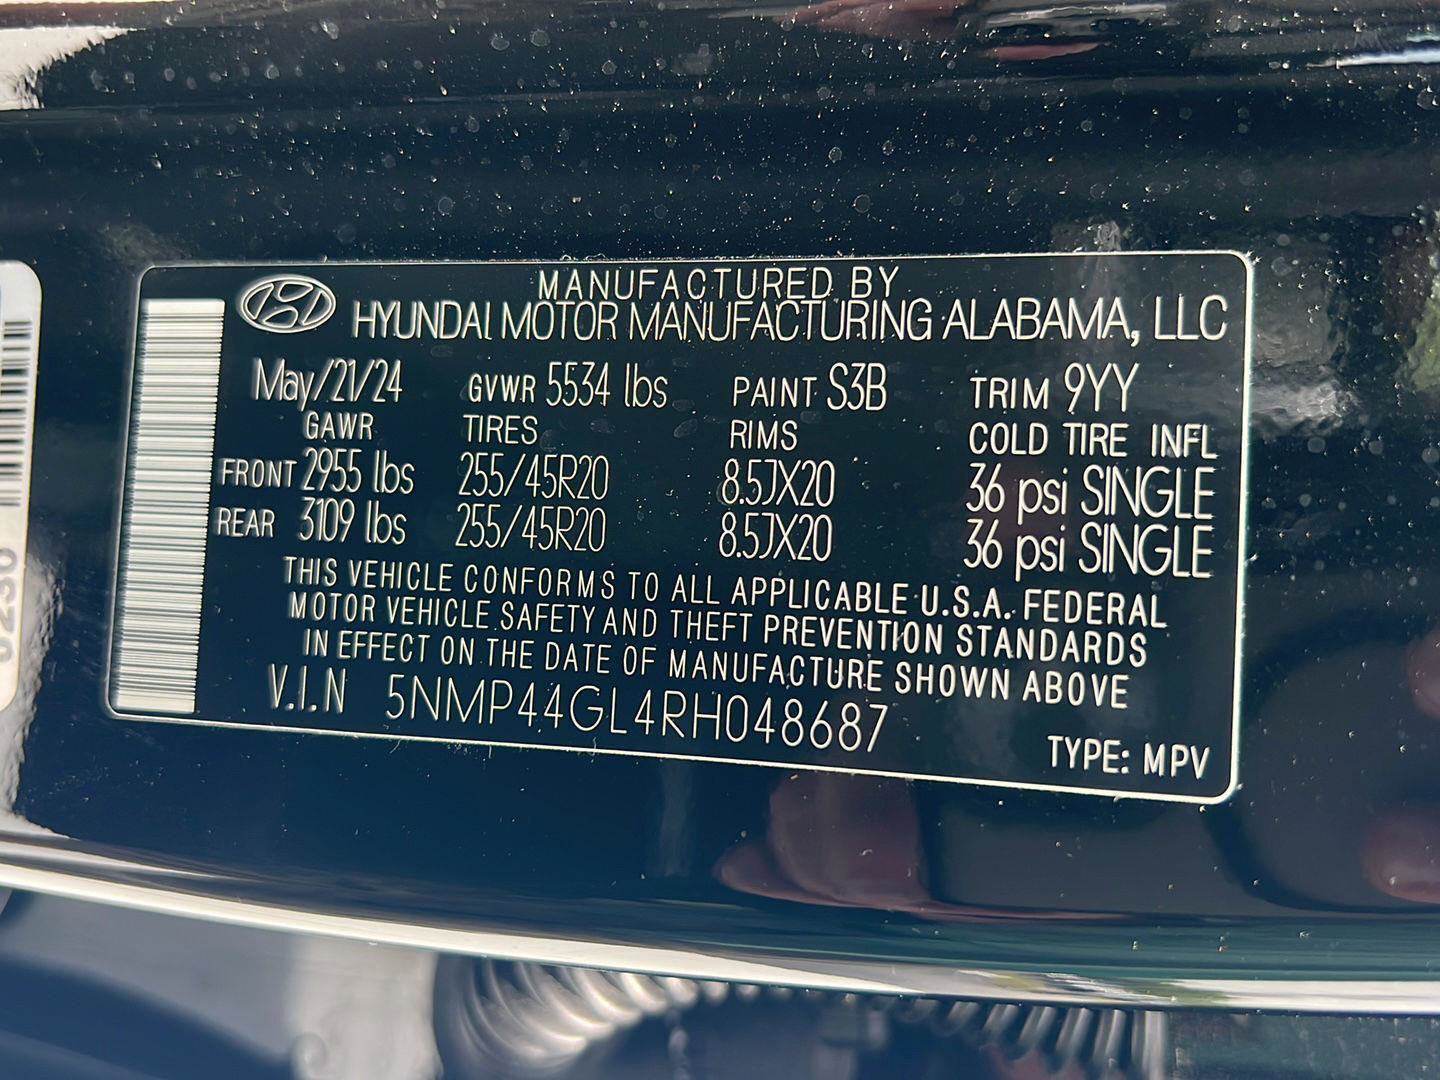 MANUFACTURED BY
HYUNDAI MOTOR MANUFACTURING ALABAMA, LLC
May/21/24 GVWR 5534 lbs PAINT S3B TRIM 9YY
GAWR TIRES RIMS COLD TIRE INFL
FRONT 2955 lbs 255/45R20 8.5JX20 36 psi SINGLE
REAR 3109 lbs 255/45R20 8.5JX20 36 psi SINGLE
THIS VEHICLE CONFORMS TO ALL APPLICABLE U.S.A. FEDERAL
MOTOR VEHICLE SAFETY AND THEFT PREVENTION STANDARDS
IN EFFECT ON THE DATE OF MANUFACTURE SHOWN ABOVE
V.I.N 5NMP44GL4RH048687
TYPE: MPV